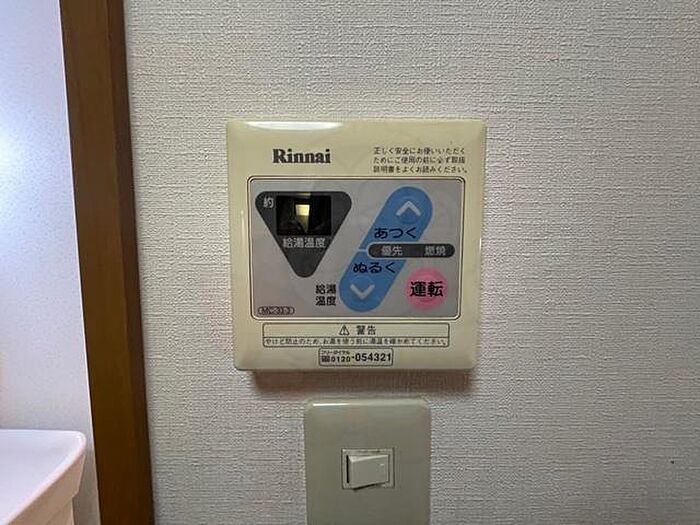 Rinnai
正しく安全にお使いいただく
ためにご使用の前に必ず取扱
説明書をよくお読みください。
約
給湯温度
あつく
優先 燃焼
ぬるく
給湯
温度
運転
⚠ 警告
やけど防止のため、お湯を使う前に湯温を確かめてください。
フリーダイヤル
0120-054321